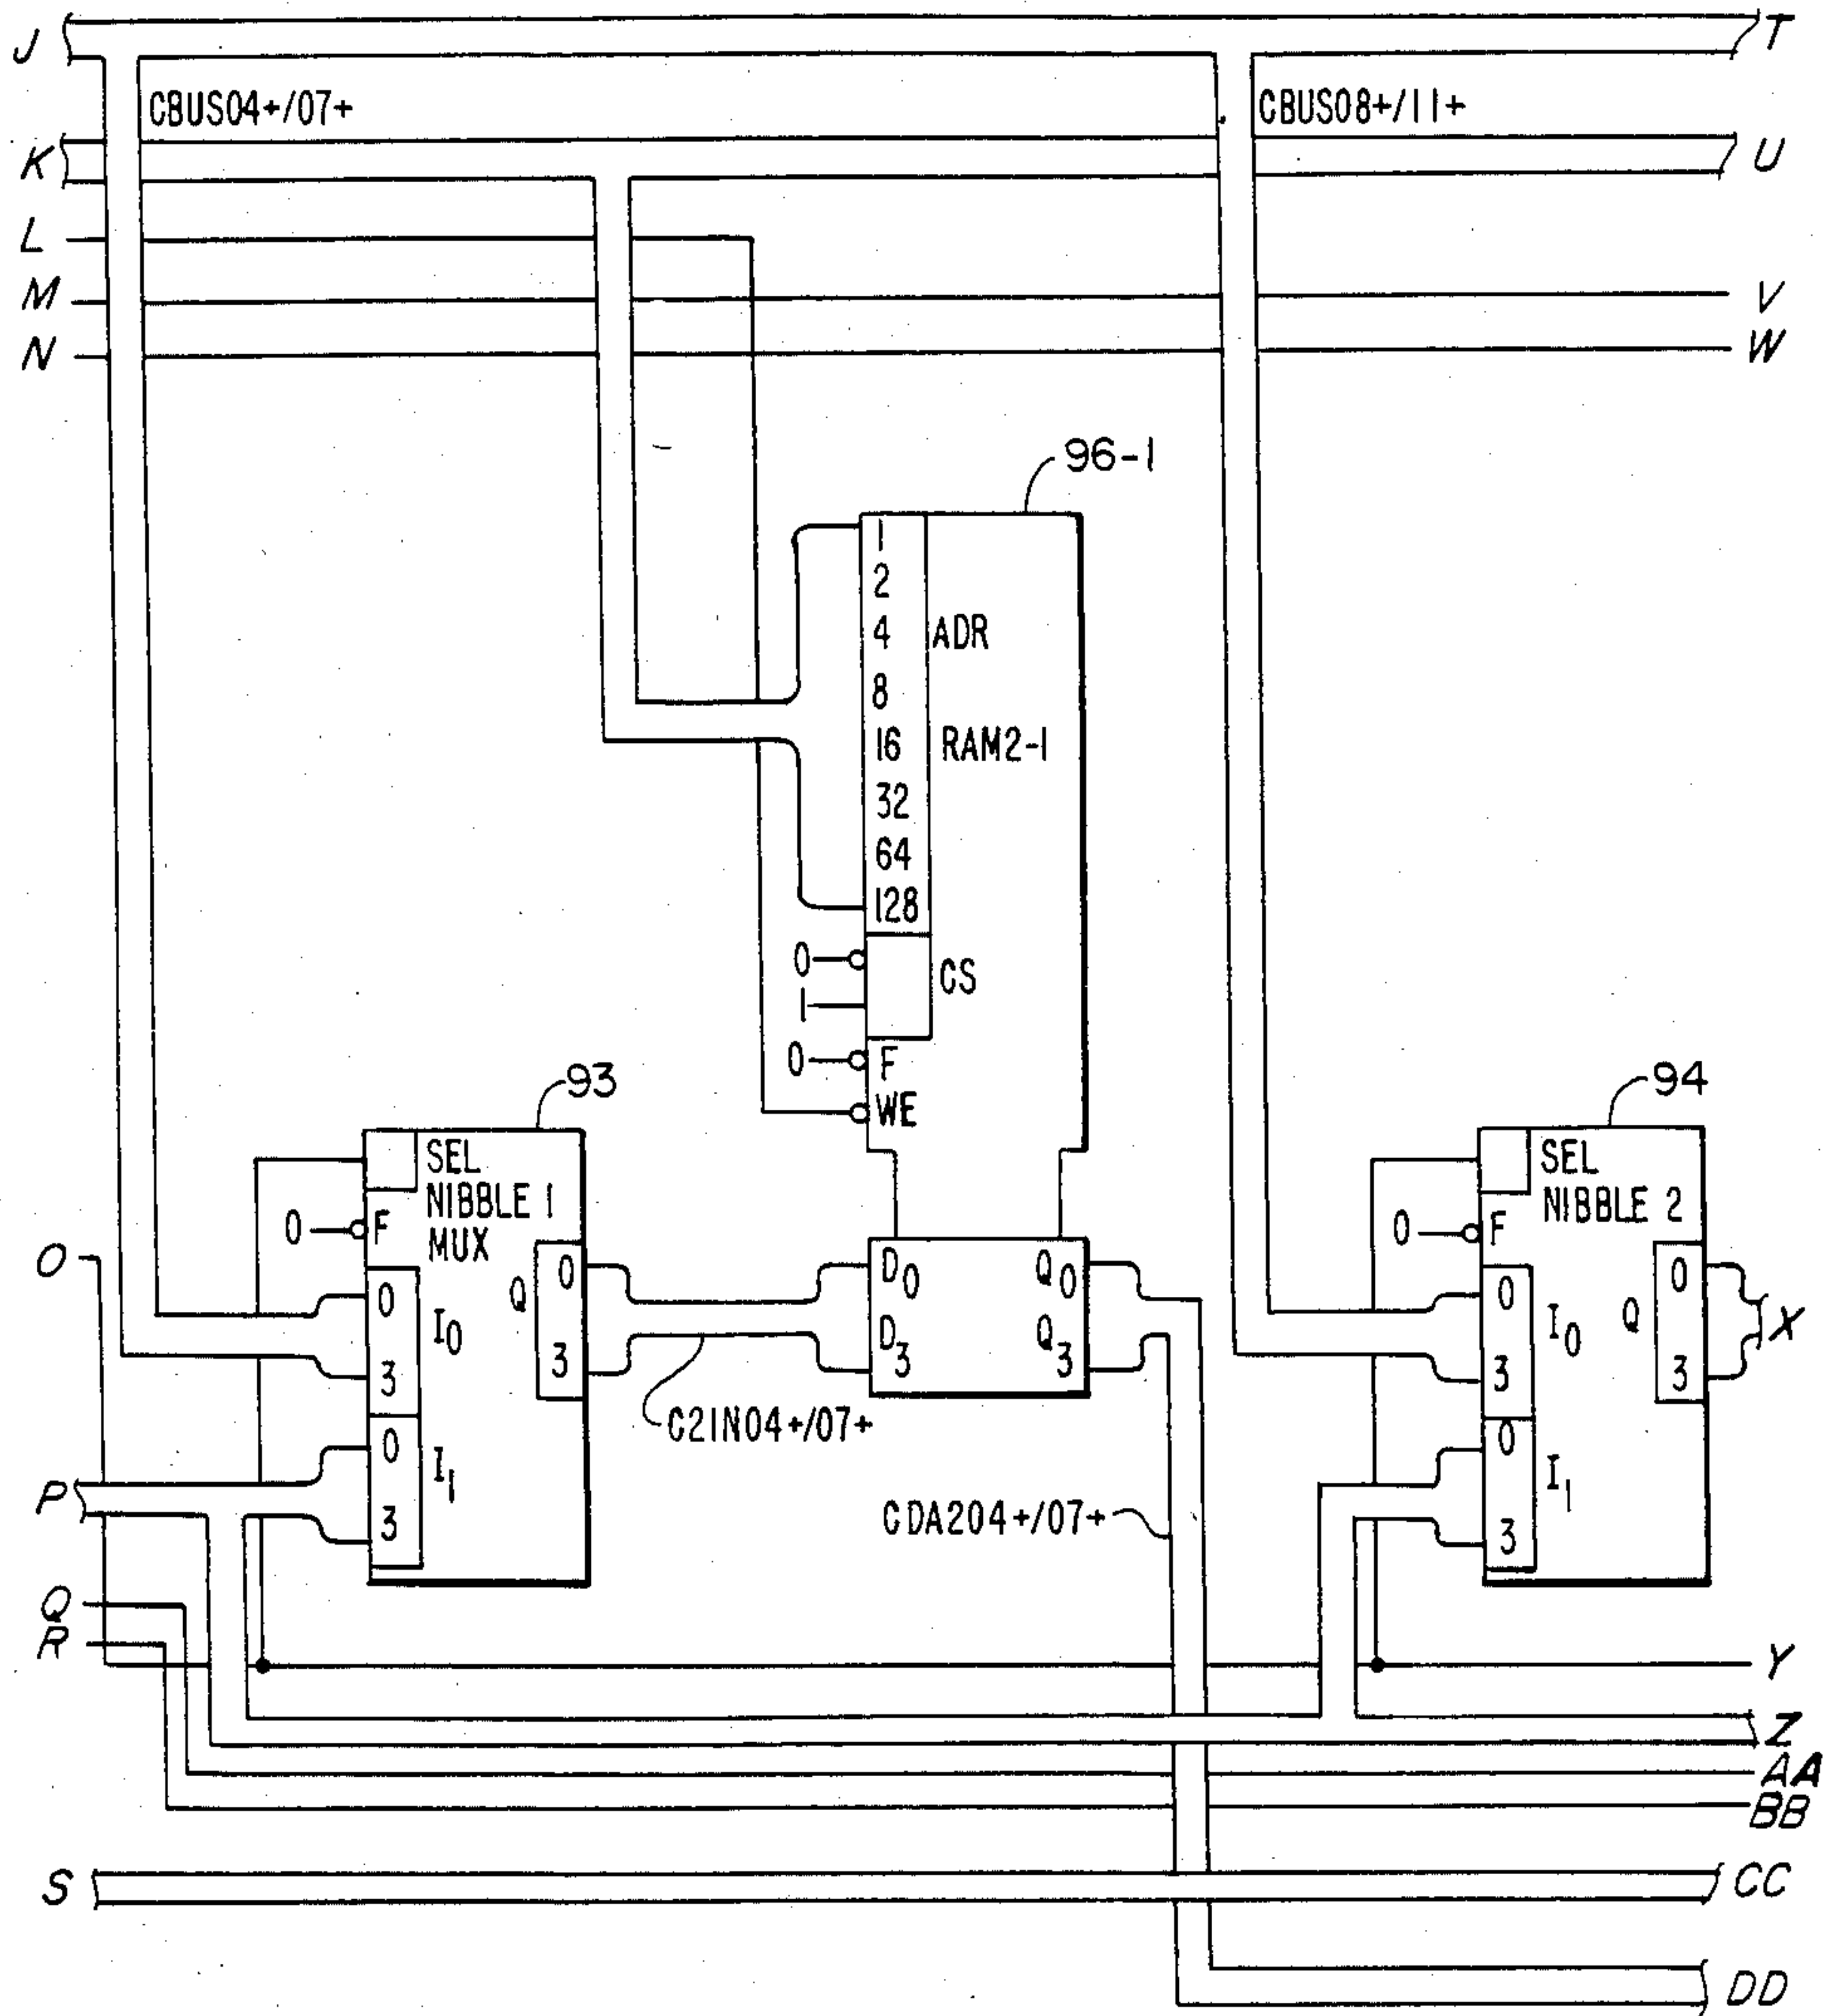 J T
CBUS04+/07+ CBUS08+/11+
K U
L
M V
N W
96-1
1
2
4 ADR
8
16 RAM2-1
32
64
128
0 CS
1
0 F
WE
93
SEL
NIBBLE 1
MUX
0 F
0
I0
3
0
I1
3
Q
0
3
94
SEL
NIBBLE 2
0 F
0
I0
3
0
I1
3
Q
0
3
X
D0 Q0
D3 Q3
C2IN04+/07+
CDA204+/07+
O
P
Q
R
Y
Z
AA
BB
S CC
DD